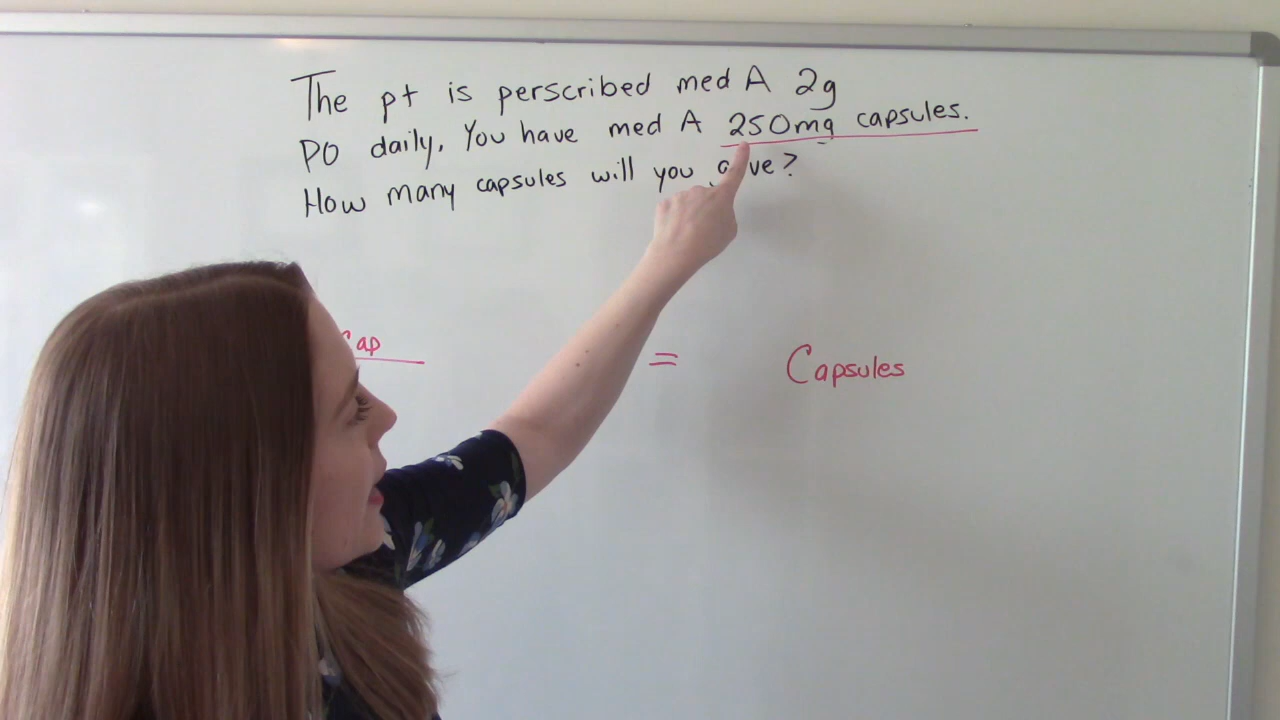 The pt is perscribed med A 2g
PO daily. You have med A 250mg capsules.
How many capsules will you give?
Cap
= Capsules